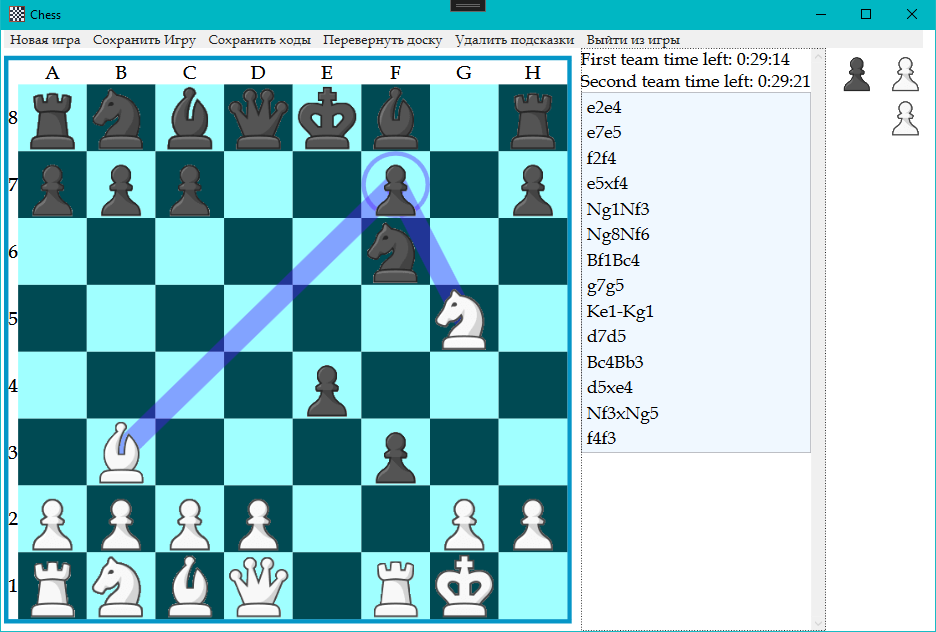 Chess
Новая игра Сохранить Игру Сохранить ходы Перевернуть доску Удалить подсказки Выйти из игры
First team time left: 0:29:14
Second team time left: 0:29:21
A B C D E F G H
8
7
6
5
4
3
2
1
e2e4
e7e5
f2f4
e5xf4
Ng1Nf3
Ng8Nf6
Bf1Bc4
g7g5
Ke1-Kg1
d7d5
Bc4Bb3
d5xe4
Nf3xNg5
f4f3